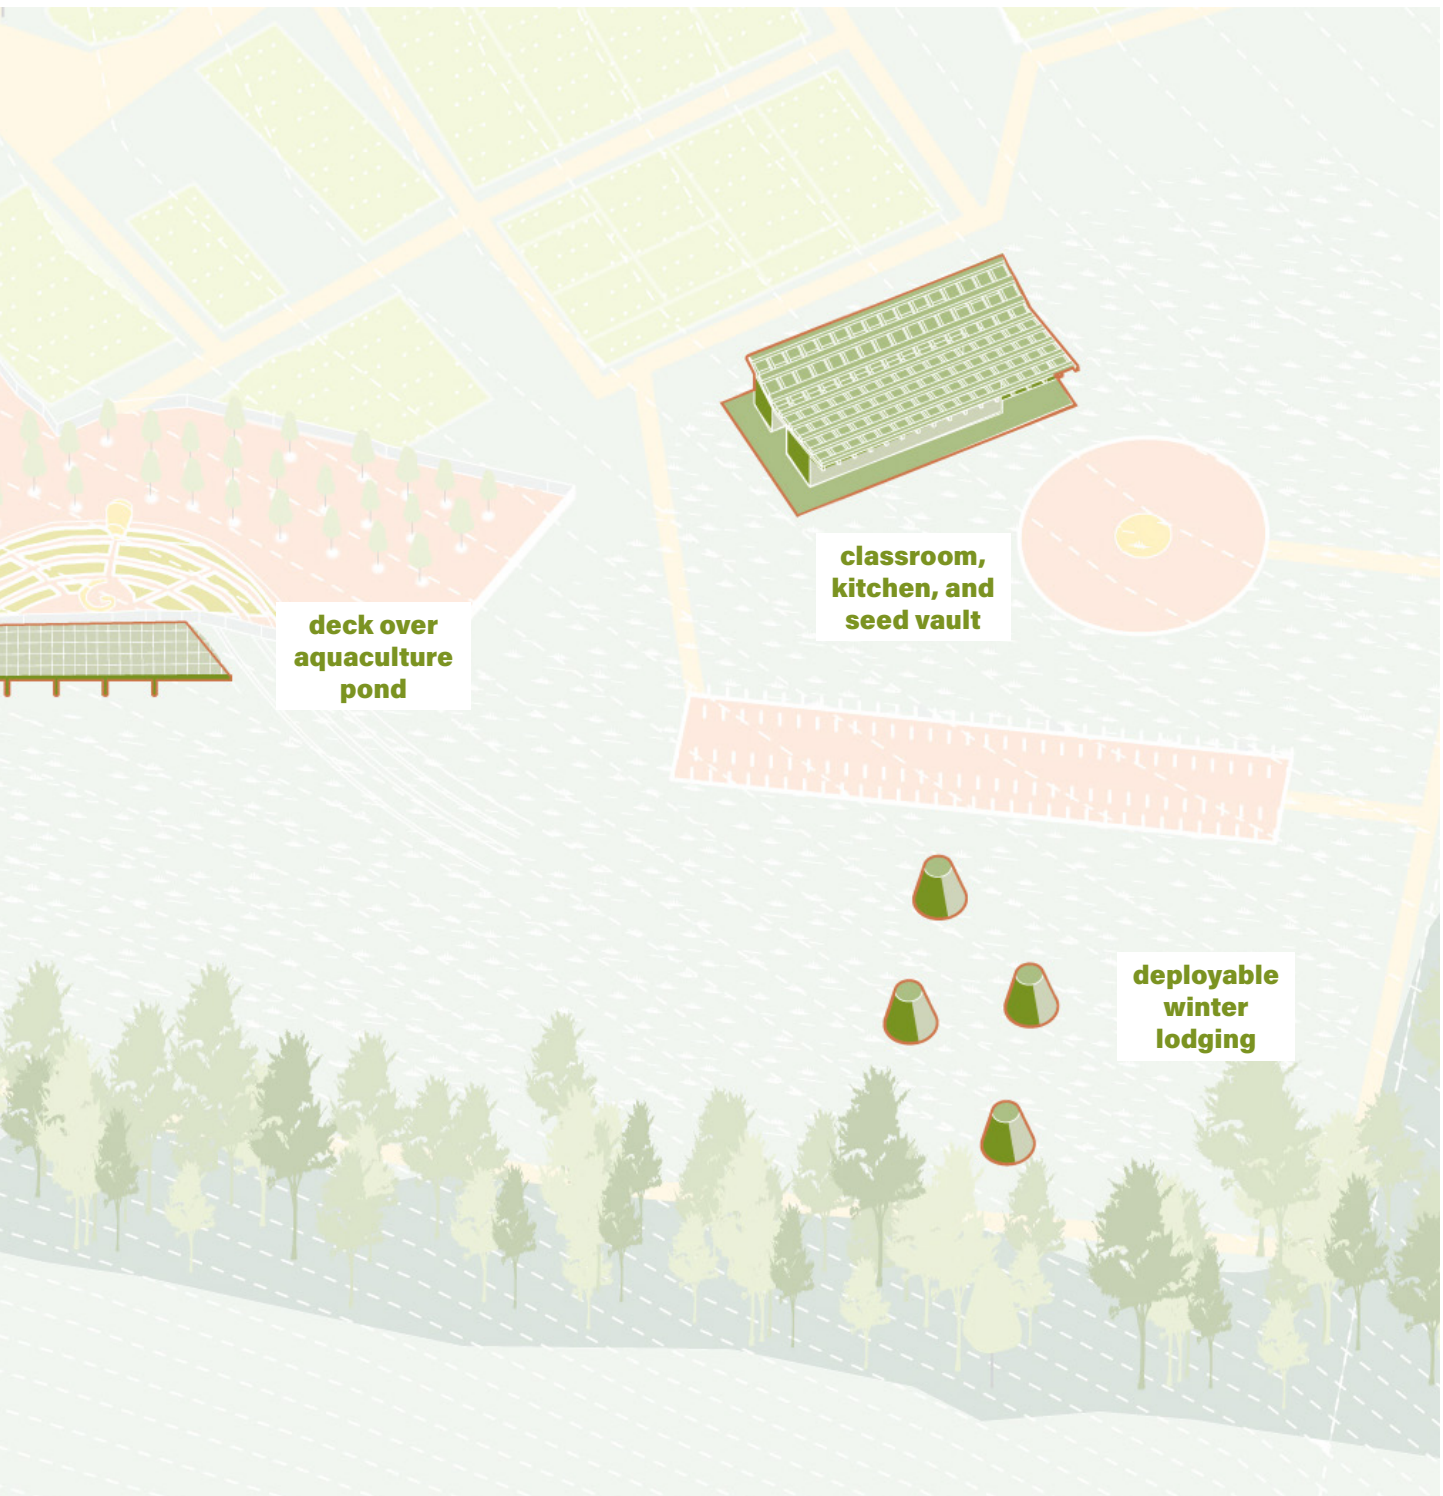 classroom,
kitchen, and
seed vault
deck over
aquaculture
pond
deployable
winter
lodging